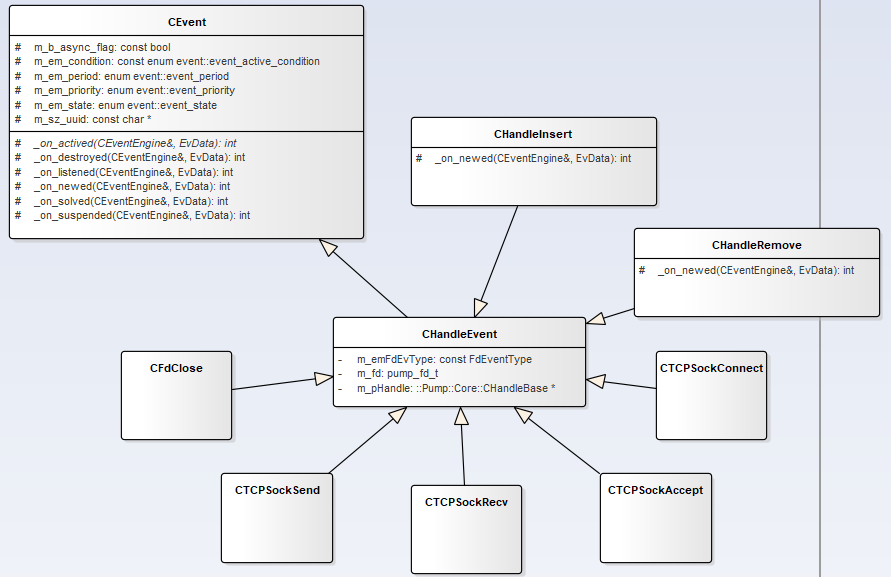 CEvent
# m_b_async_flag: const bool
# m_em_condition: const enum event::event_active_condition
# m_em_period: enum event::event_period
# m_em_priority: enum event::event_priority
# m_em_state: enum event::event_state
# m_sz_uuid: const char *
# _on_actived(CEventEngine&, EvData): int
# _on_destroyed(CEventEngine&, EvData): int
# _on_listened(CEventEngine&, EvData): int
# _on_newed(CEventEngine&, EvData): int
# _on_solved(CEventEngine&, EvData): int
# _on_suspended(CEventEngine&, EvData): int
CHandleInsert
# _on_newed(CEventEngine&, EvData): int
CHandleRemove
# _on_newed(CEventEngine&, EvData): int
CHandleEvent
- m_emFdEvType: const FdEventType
- m_fd: pump_fd_t
- m_pHandle: ::Pump::Core::CHandleBase *
CFdClose
CTCPSockConnect
CTCPSockSend
CTCPSockRecv
CTCPSockAccept